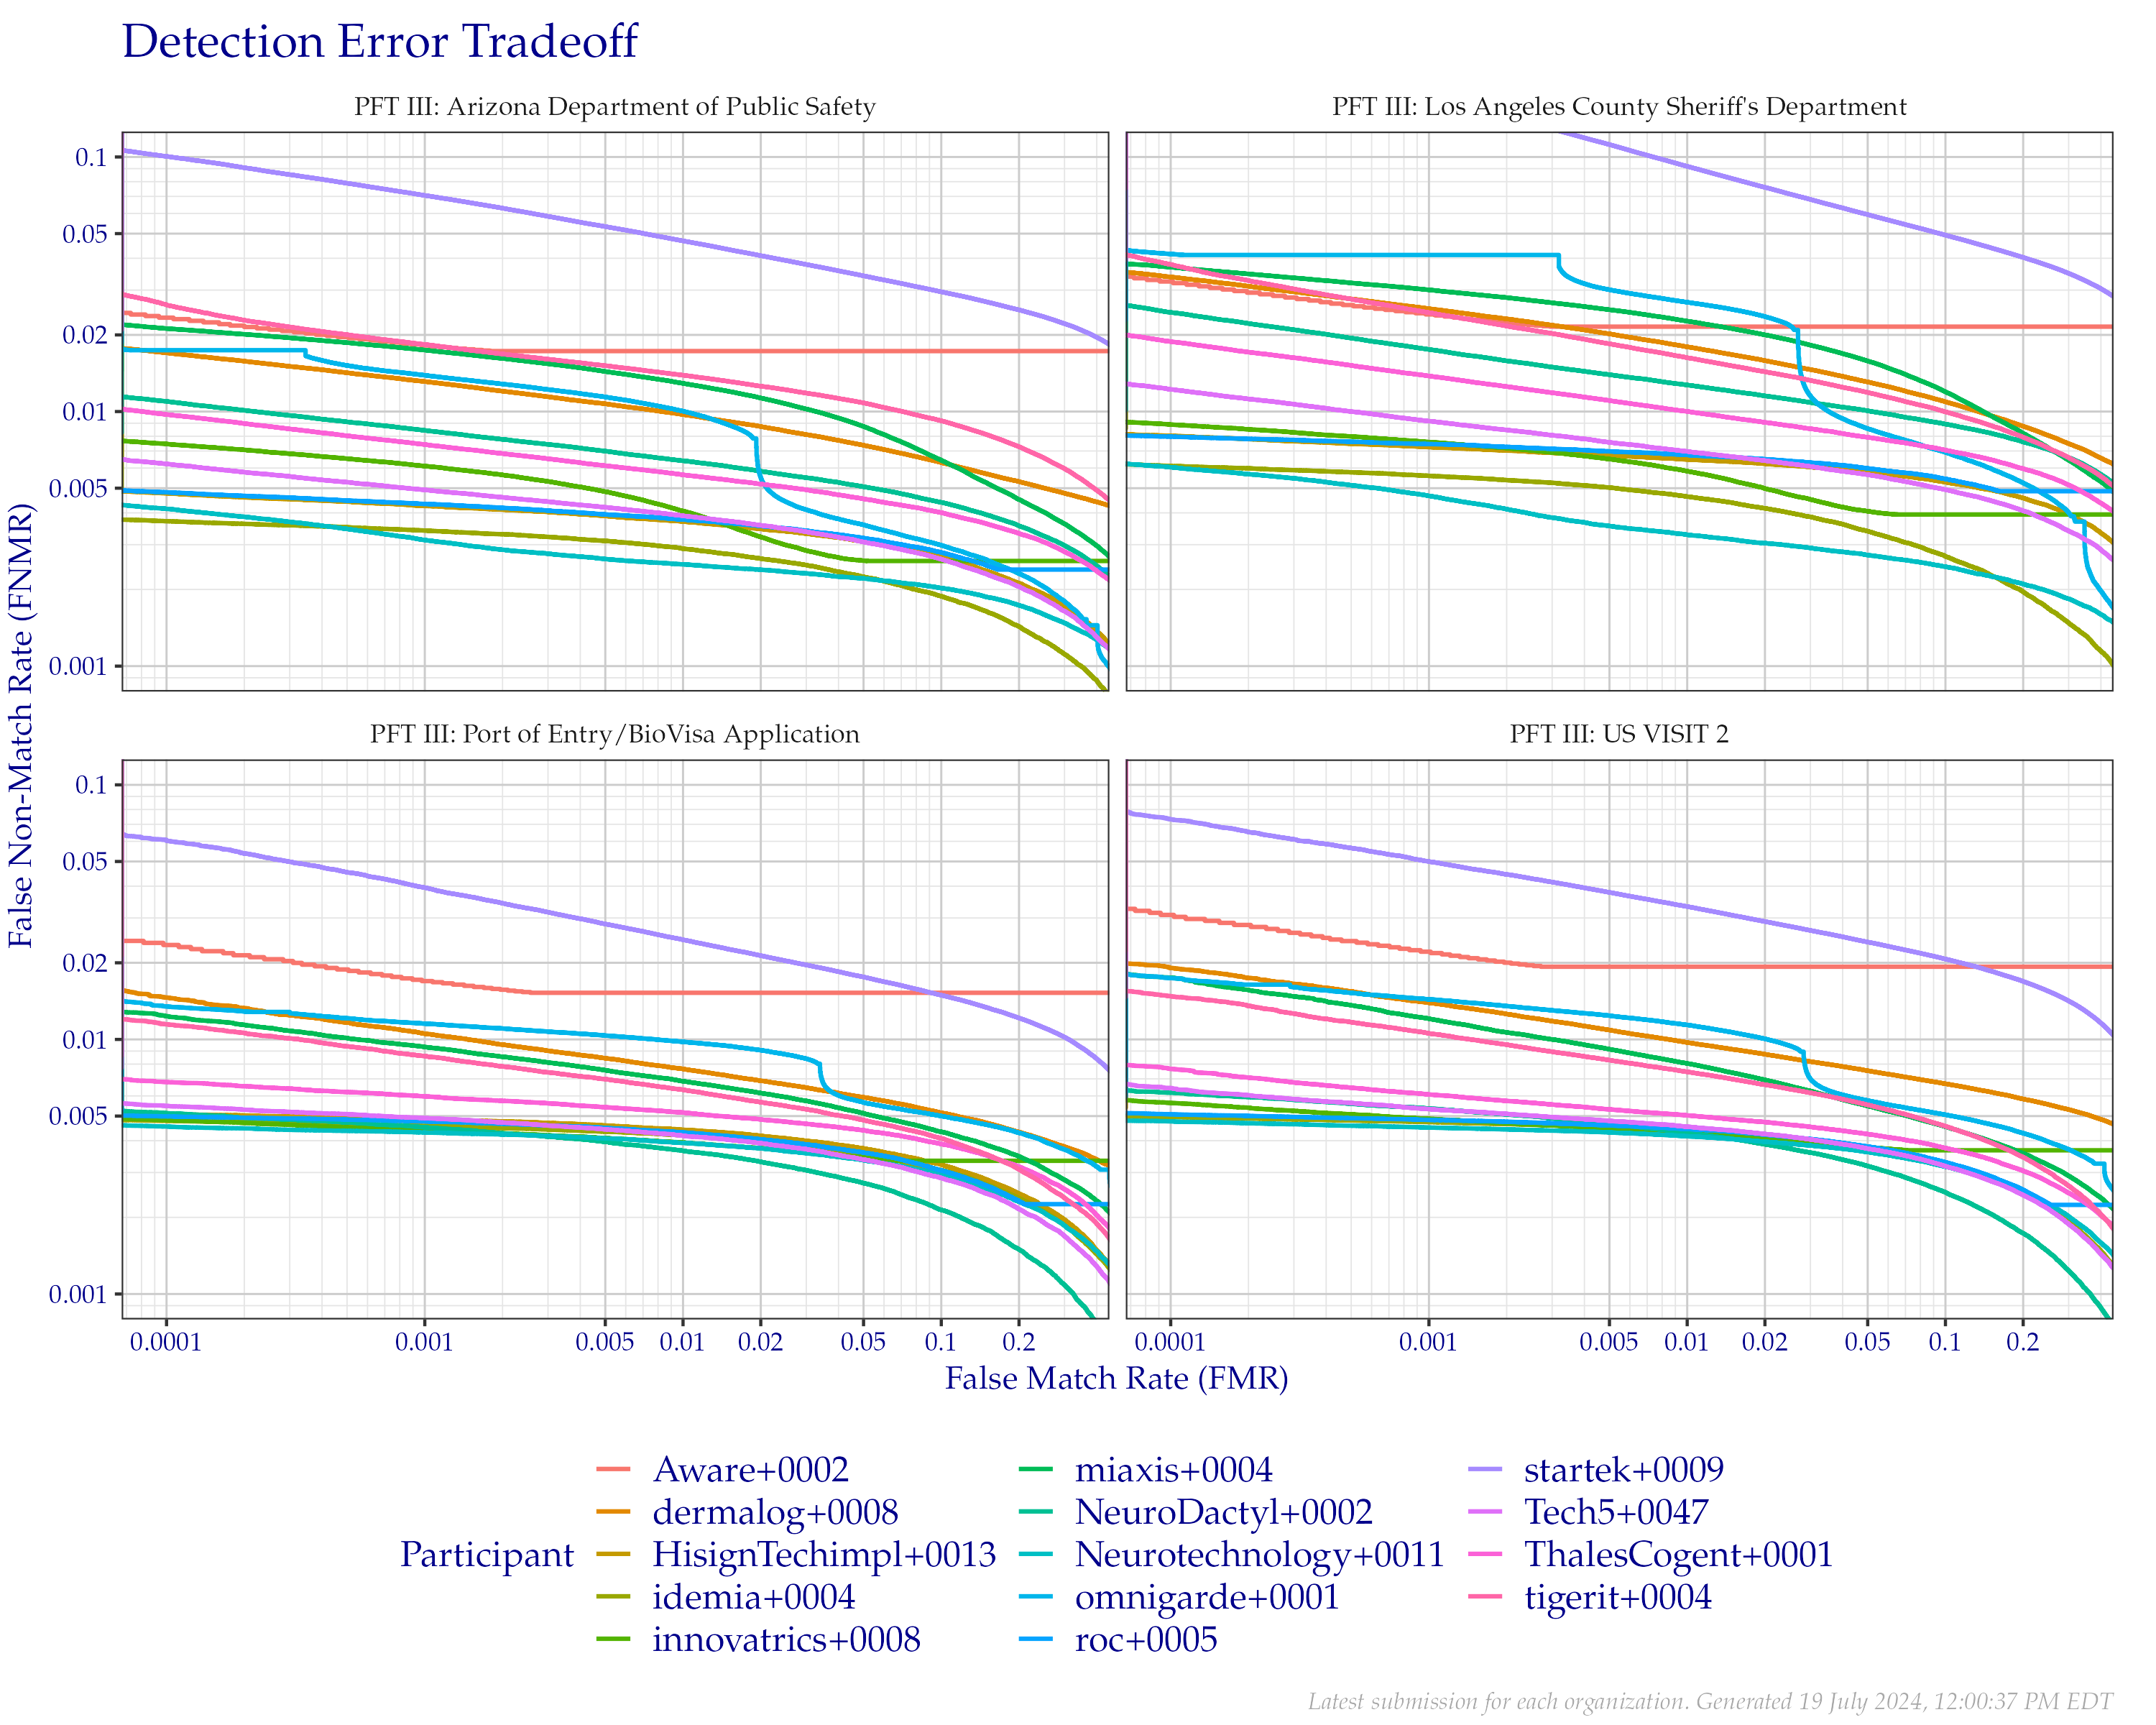 Detection Error Tradeoff
PFT III: Arizona Department of Public Safety
PFT III: Los Angeles County Sheriff's Department
0.1
0.05
0.02
0.01
0.005
0.001
False Non-Match Rate (FNMR)
PFT III: Port of Entry/BioVisa Application
PFT III: US VISIT 2
0.1
0.05
0.02
0.01
0.005
0.001
0.0001 0.001 0.005 0.01 0.02 0.05 0.1 0.2
0.0001 0.001 0.005 0.01 0.02 0.05 0.1 0.2
False Match Rate (FMR)
Participant
Aware+0002
dermalog+0008
HisignTechimpl+0013
idemia+0004
innovatrics+0008
miaxis+0004
NeuroDactyl+0002
Neurotechnology+0011
omnigarde+0001
roc+0005
startek+0009
Tech5+0047
ThalesCogent+0001
tigerit+0004
Latest submission for each organization. Generated 19 July 2024, 12:00:37 PM EDT